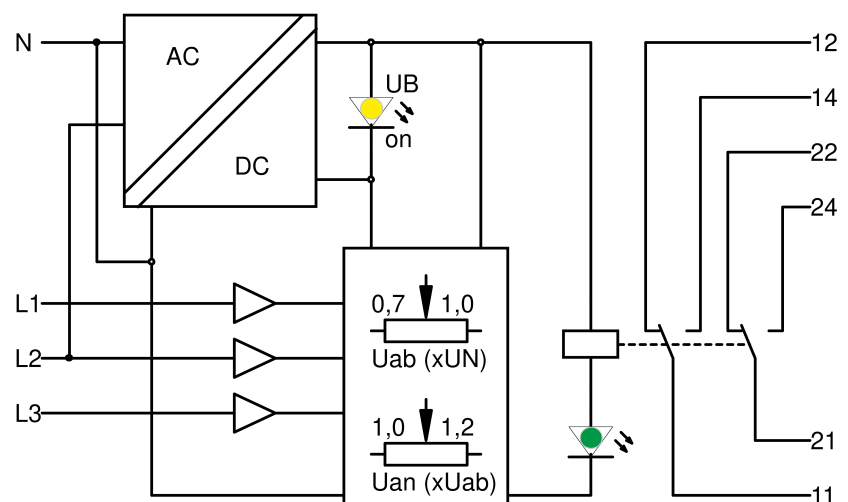 N
AC
DC
UB
on
12
14
22
24
L1
L2
L3
0,7 1,0
Uab (xUN)
1,0 1,2
Uan (xUab)
21
11